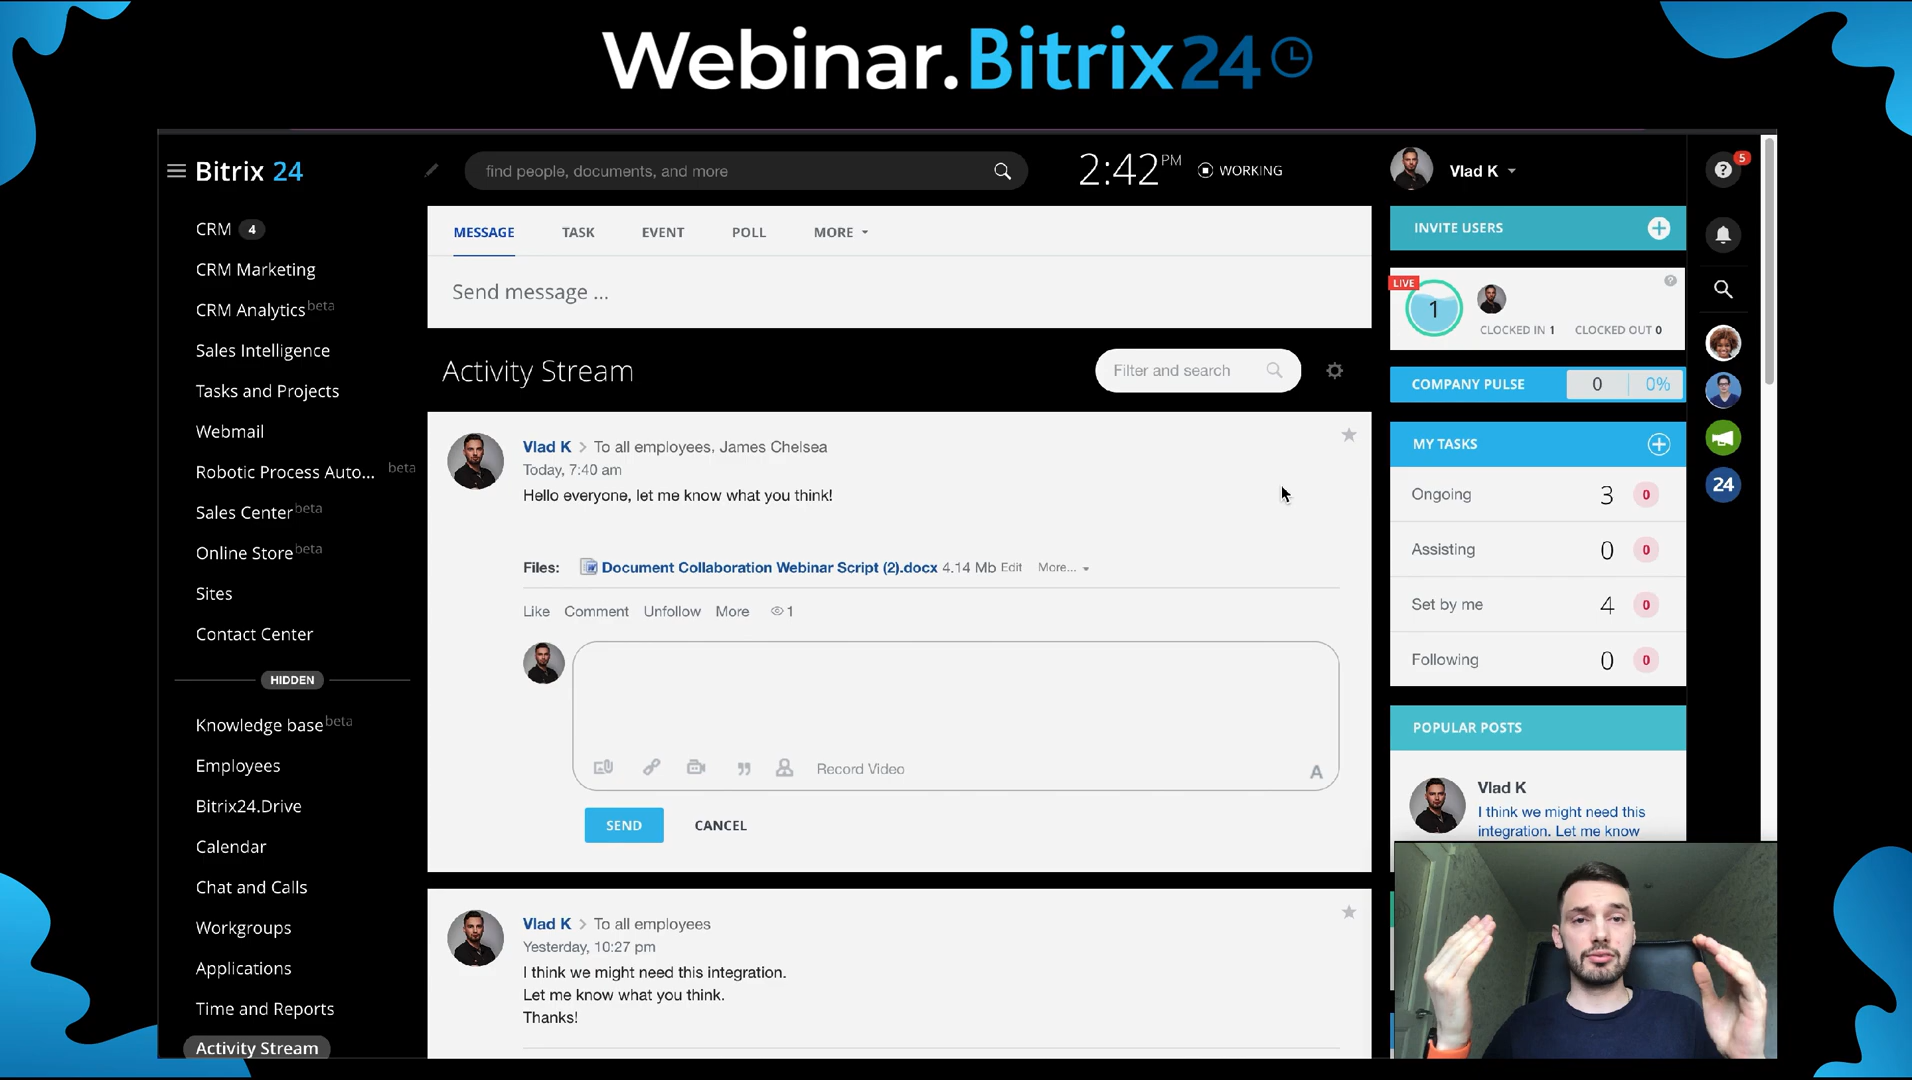 Webinar.Bitrix24
Bitrix 24
find people, documents, and more
2:42 PM
WORKING
Vlad K
5
CRM 4
CRM Marketing
CRM Analytics beta
Sales Intelligence
Tasks and Projects
Webmail
Robotic Process Auto... beta
Sales Center beta
Online Store beta
Sites
Contact Center
HIDDEN
Knowledge base beta
Employees
Bitrix24.Drive
Calendar
Chat and Calls
Workgroups
Applications
Time and Reports
Activity Stream
MESSAGE TASK EVENT POLL MORE
Send message ...
Activity Stream
Filter and search
Vlad K > To all employees, James Chelsea
Today, 7:40 am
Hello everyone, let me know what you think!
Files: Document Collaboration Webinar Script (2).docx 4.14 Mb Edit More...
Like Comment Unfollow More 1
Record Video A
SEND CANCEL
Vlad K > To all employees
Yesterday, 10:27 pm
I think we might need this integration.
Let me know what you think.
Thanks!
INVITE USERS
LIVE
1
CLOCKED IN 1 CLOCKED OUT 0
COMPANY PULSE 0 0%
MY TASKS
Ongoing 3 0
Assisting 0 0
Set by me 4 0
Following 0 0
POPULAR POSTS
Vlad K
I think we might need this
integration. Let me know
24